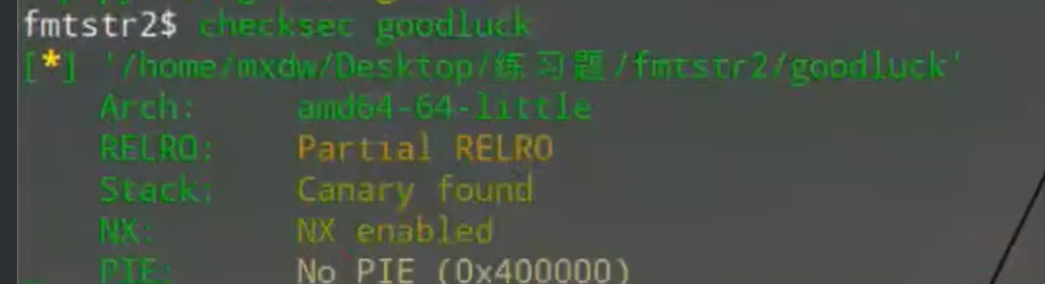 fmtstr2$ checksec goodluck
[*] '/home/mxdw/Desktop/练习题/fmtstr2/goodluck'
Arch: amd64-64-little
RELRO: Partial RELRO
Stack: Canary found
NX: NX enabled
PIE: No PIE (0x400000)